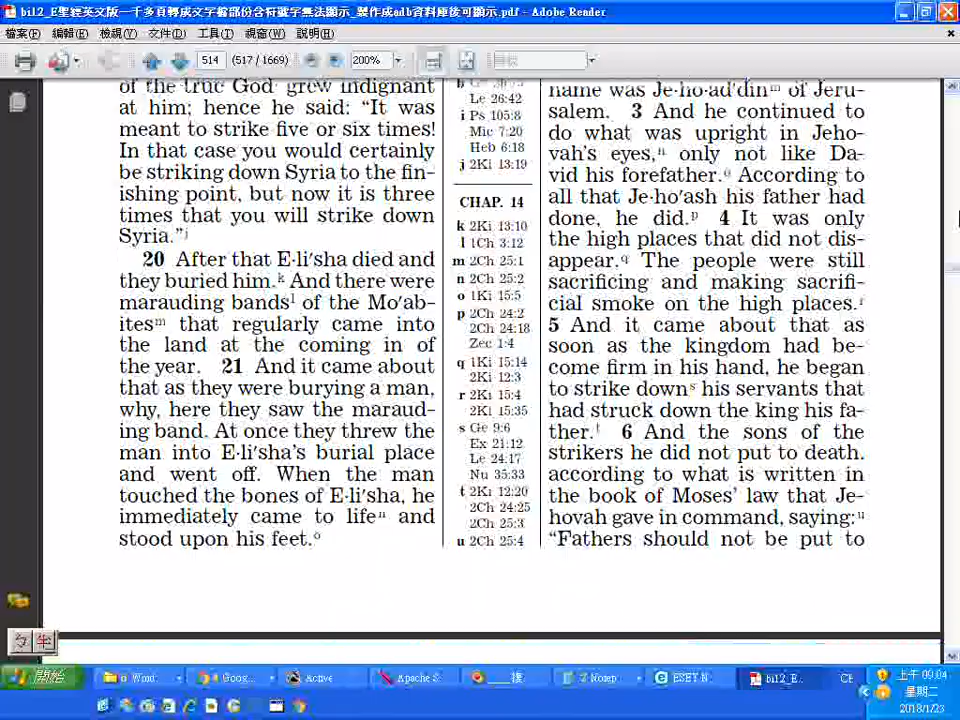 bi12_E聖經英文版一千多頁轉成文字檔部份含符號字無法顯示_製作成adb資料庫後可顯示.pdf - Adobe Reader
檔案(F) 編輯(E) 檢視(V) 文件(D) 工具(T) 視窗(W) 說明(H)
514 (517 / 1669) 200% 尋找
of the true God grew indignant
at him; hence he said: “It was
meant to strike five or six times!
In that case you would certainly
be striking down Syria to the fin-
ishing point, but now it is three
times that you will strike down
Syria.”j
20 After that E·li′sha died and
they buried him.k And there were
marauding bandsl of the Mo′ab-
itesm that regularly came into
the land at the coming in of
the year. 21 And it came about
that as they were burying a man,
why, here they saw the maraud-
ing band. At once they threw the
man into E·li′sha’s burial place
and went off. When the man
touched the bones of E·li′sha, he
immediately came to lifen and
stood upon his feet.o
Le 26:42
i Ps 105:8
Mic 7:20
Heb 6:18
j 2Ki 13:19
CHAP. 14
k 2Ki 13:10
l 1Ch 3:12
m 2Ch 25:1
n 2Ch 25:2
o 1Ki 15:5
p 2Ch 24:2
2Ch 24:18
Zec 1:4
q 1Ki 15:14
2Ki 12:3
r 2Ki 15:4
2Ki 15:35
s Ge 9:6
Ex 21:12
Le 24:17
Nu 35:33
t 2Ki 12:20
2Ch 24:25
2Ch 25:3
u 2Ch 25:4
name was Je·ho·ad′dinm of Jeru-
salem. 3 And he continued to
do what was upright in Jeho-
vah’s eyes,n only not like Da-
vid his forefather.o According to
all that Je·ho′ash his father had
done, he did.p 4 It was only
the high places that did not dis-
appear.q The people were still
sacrificing and making sacrifi-
cial smoke on the high places.r
5 And it came about that as
soon as the kingdom had be-
come firm in his hand, he began
to strike downs his servants that
had struck down the king his fa-
ther.t 6 And the sons of the
strikers he did not put to death.
according to what is written in
the book of Moses’ law that Je-
hovah gave in command, saying:u
“Fathers should not be put to
ㄅ 半
開始 Wind Goog... Active Apache S 7 Notep ESET N bi12_E... CH
上午 09:04
星期二
2018/1/23